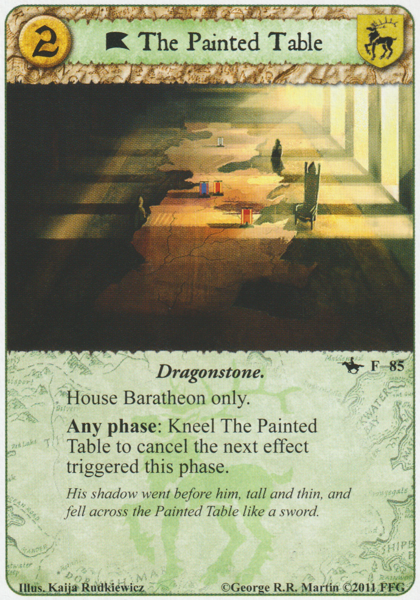 2 The Painted Table
Dragonstone.
F 85
House Baratheon only.
Any phase: Kneel The Painted
Table to cancel the next effect
triggered this phase.
His shadow went before him, tall and thin, and
fell across the Painted Table like a sword.
Illus. Kaija Rudkiewicz ©George R.R. Martin ©2011 FFG